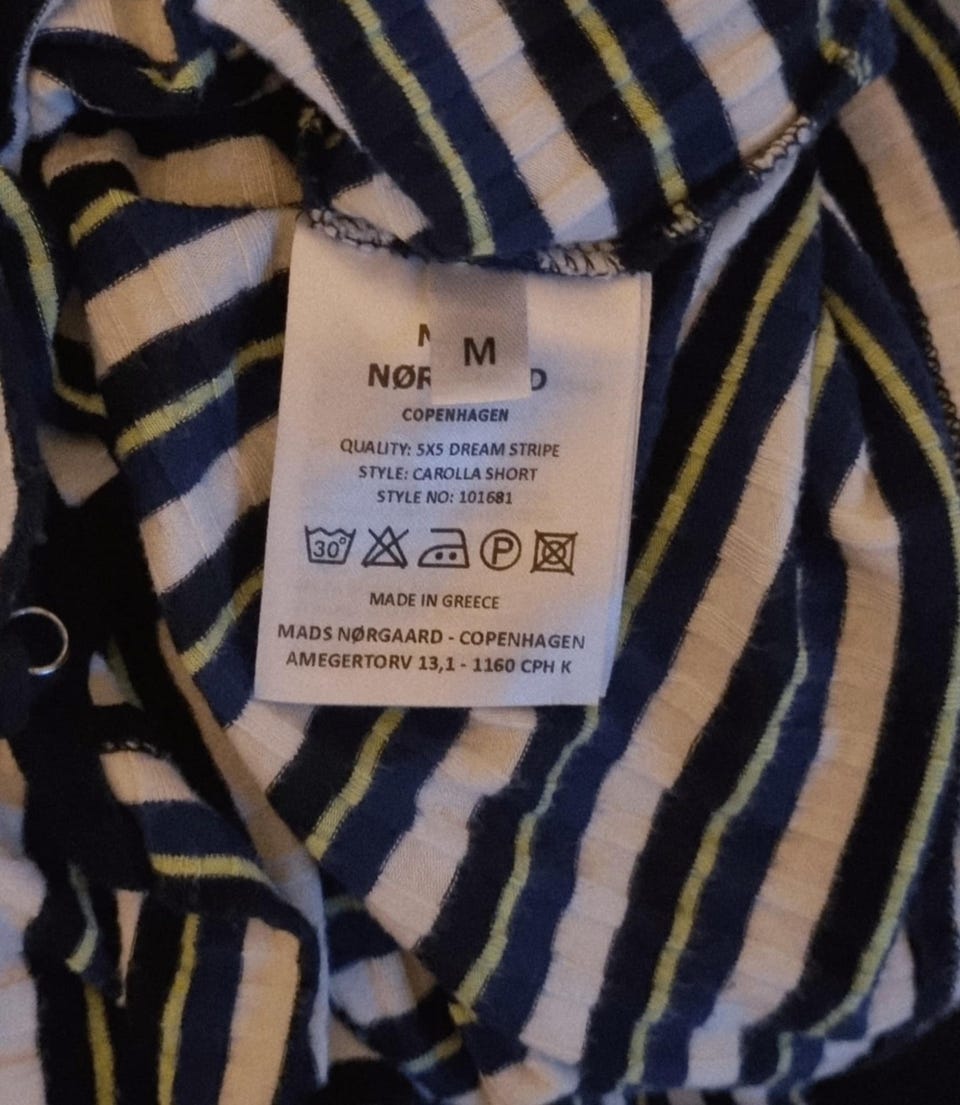 M
COPENHAGEN
QUALITY: 5X5 DREAM STRIPE
STYLE: CAROLLA SHORT
STYLE NO: 101681
30° P
MADE IN GREECE
MADS NØRGAARD - COPENHAGEN
AMEGERTORV 13,1 - 1160 CPH K